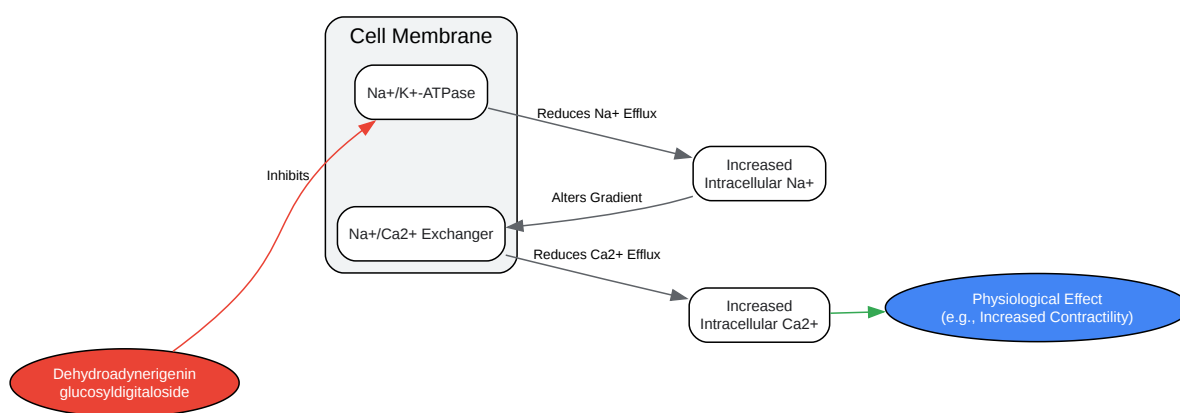 Cell Membrane
Na+/K+-ATPase
Reduces Na+ Efflux
Increased
Intracellular Na+
Inhibits
Alters Gradient
Na+/Ca2+ Exchanger
Reduces Ca2+ Efflux
Increased
Intracellular Ca2+
Physiological Effect
(e.g., Increased Contractility)
Dehydroadynerigenin
glucosyldigitaloside